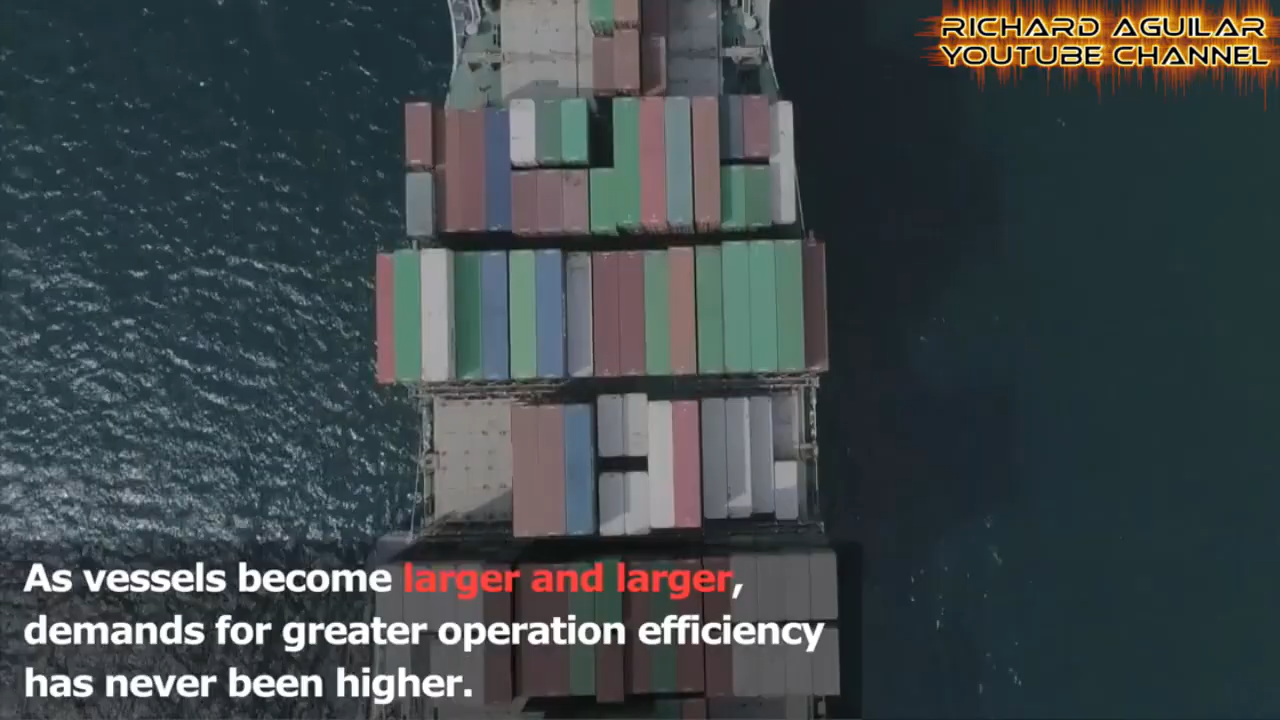 RICHARD AGUILAR
YOUTUBE CHANNEL
As vessels become larger and larger,
demands for greater operation efficiency
has never been higher.